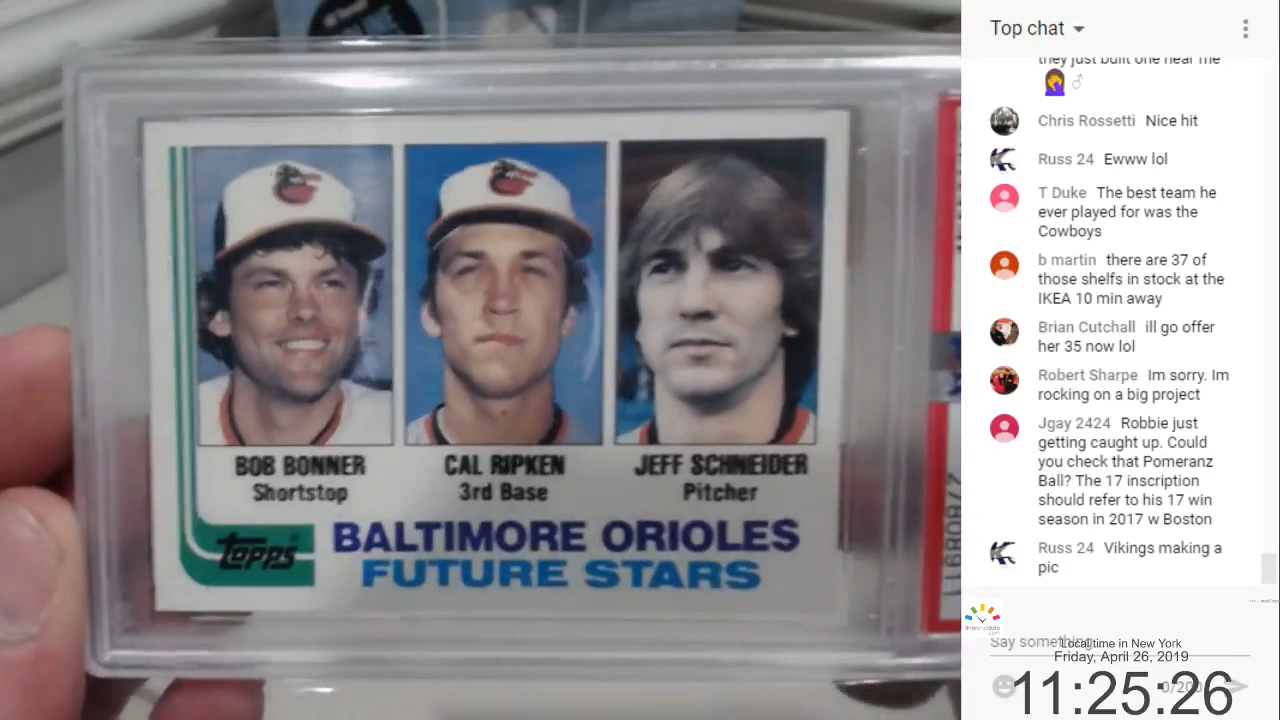 BOB BONNER
Shortstop
CAL RIPKEN
3rd Base
JEFF SCHNEIDER
Pitcher
topps
BALTIMORE ORIOLES
FUTURE STARS
Top chat
they just built one near me
Chris Rossetti Nice hit
Russ 24 Ewww lol
T Duke The best team he
ever played for was the
Cowboys
b martin there are 37 of
those shelfs in stock at the
IKEA 10 min away
Brian Cutchall ill go offer
her 35 now lol
Robert Sharpe Im sorry. Im
rocking on a big project
Jgay 2424 Robbie just
getting caught up. Could
you check that Pomeranz
Ball? The 17 inscription
should refer to his 17 win
season in 2017 w Boston
Russ 24 Vikings making a
pic
Say something...
Local time in New York
Friday, April 26, 2019
0/200
11:25:26